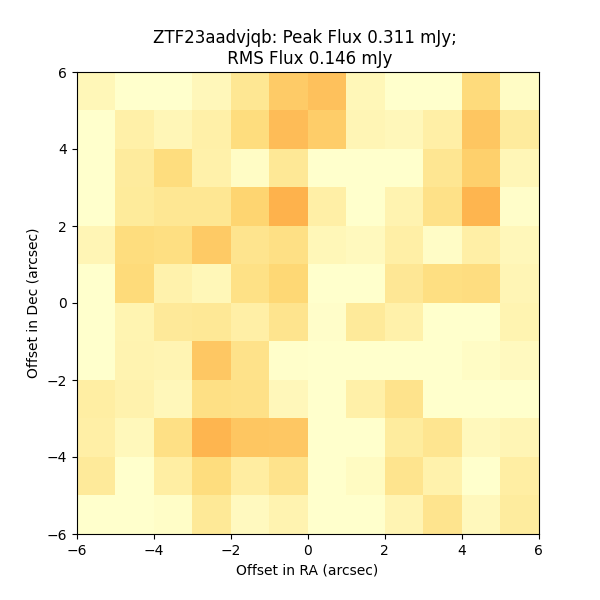 ZTF23aadvjqb: Peak Flux 0.311 mJy;
RMS Flux 0.146 mJy
6
4
2
0
−2
−4
−6
Offset in Dec (arcsec)
−6 −4 −2 0 2 4 6
Offset in RA (arcsec)